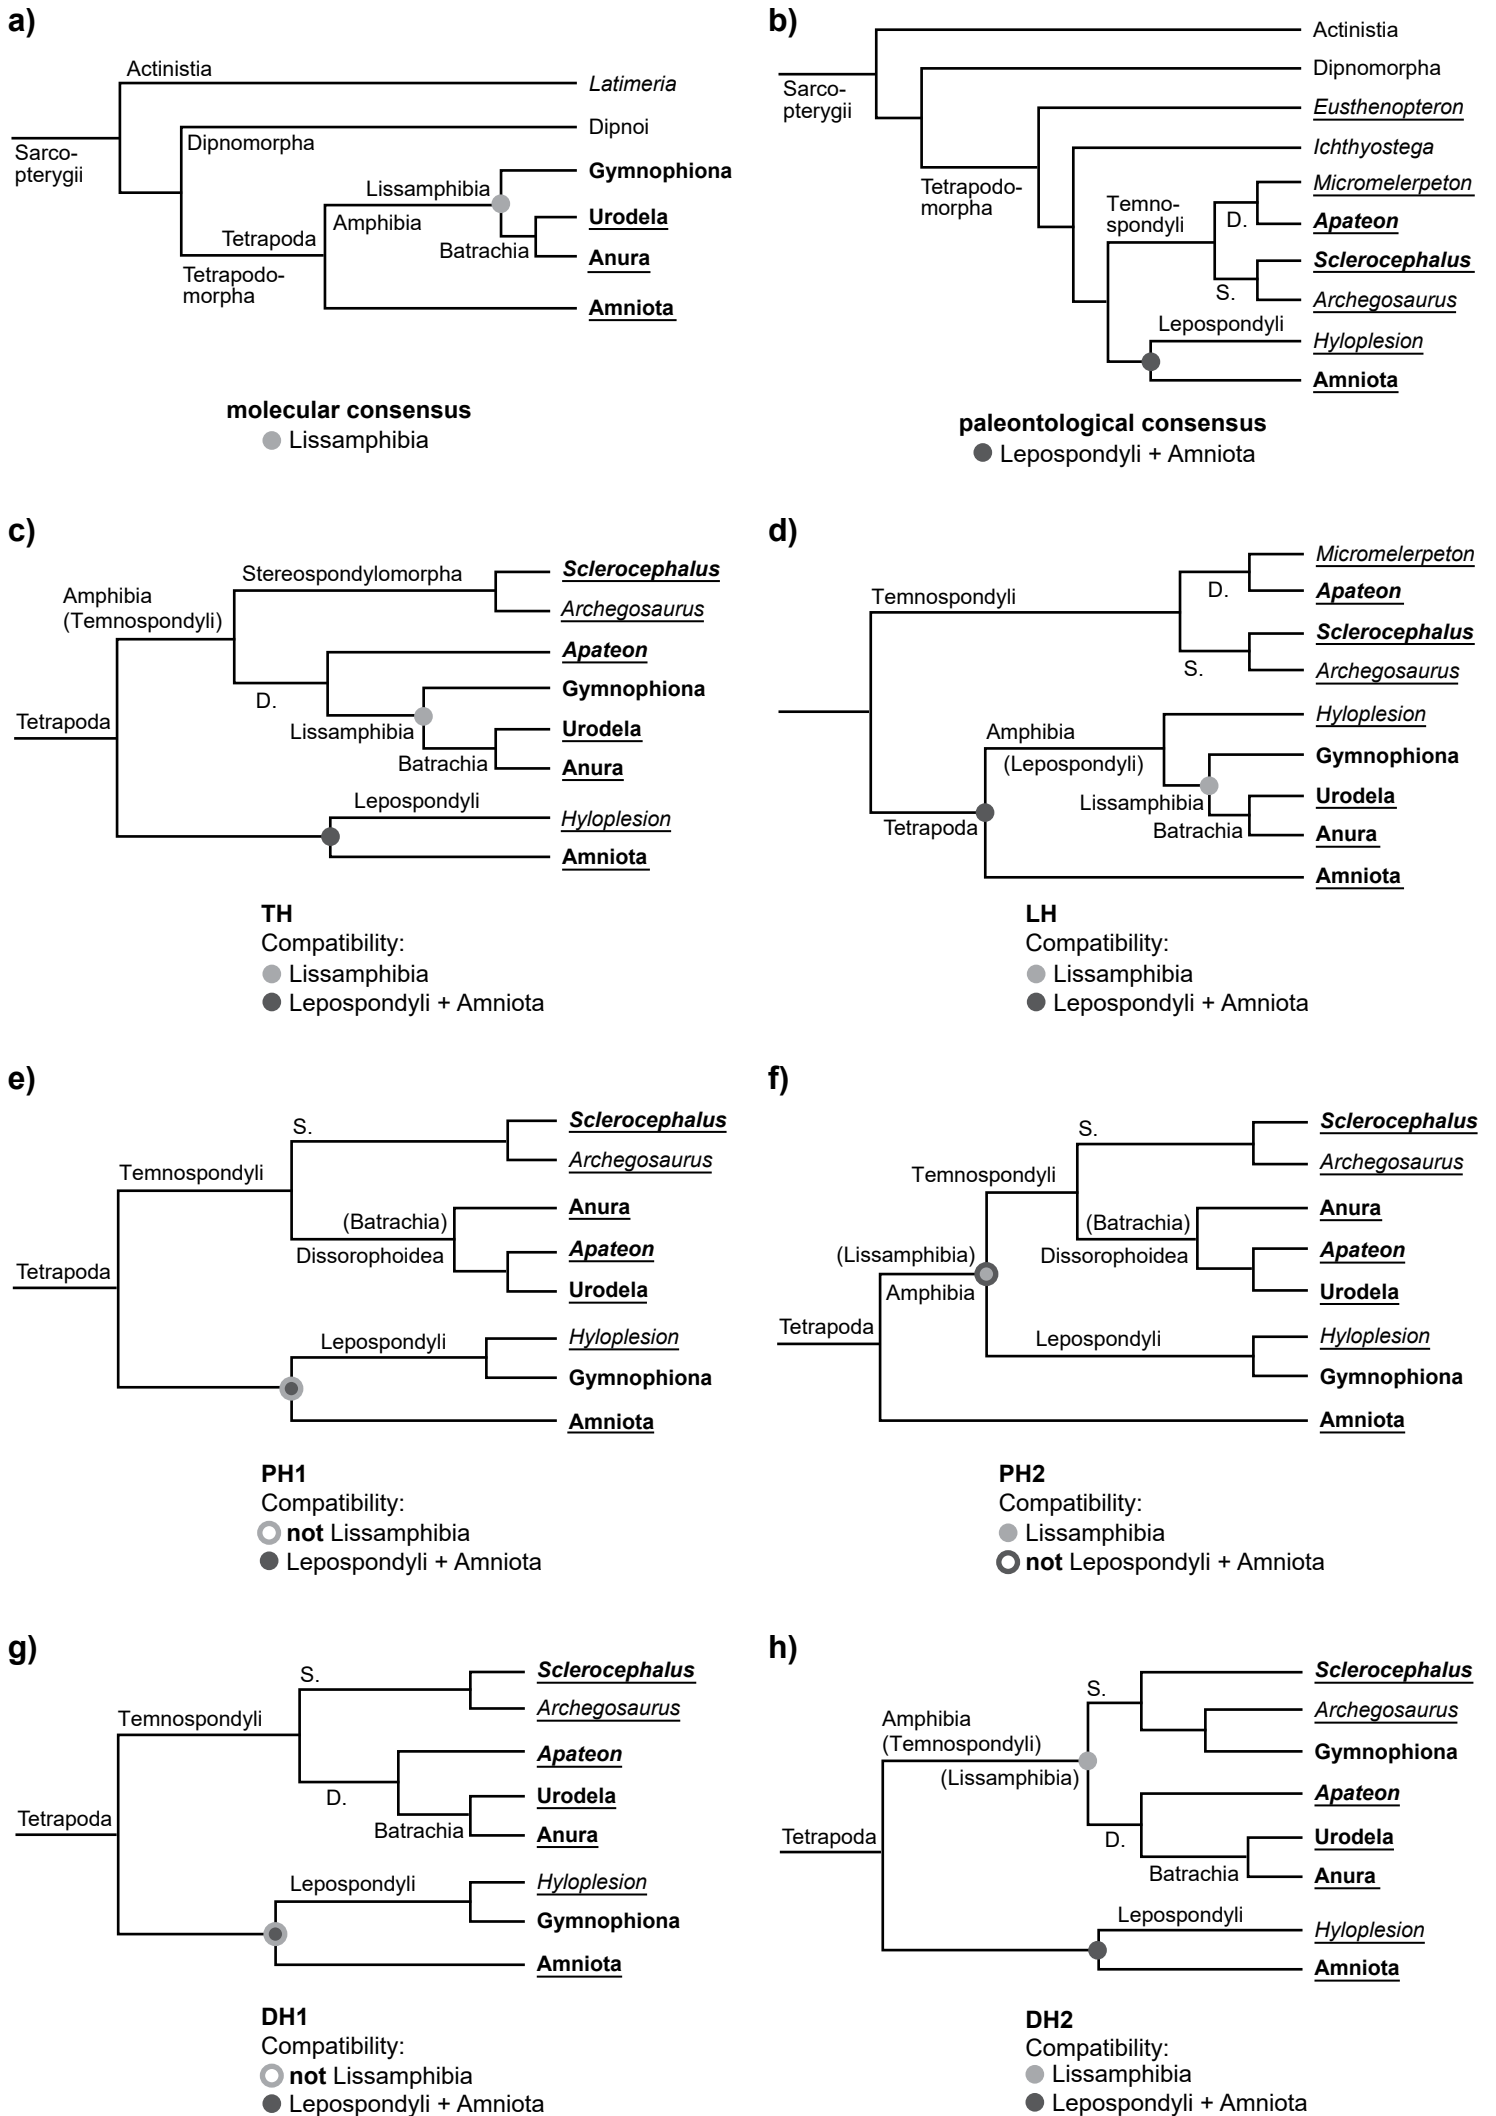 a)
Actinistia
Latimeria
Sarco-
pterygii
Dipnoi
Dipnomorpha
Gymnophiona
Lissamphibia
Urodela
Amphibia
Tetrapoda
Batrachia
Anura
Tetrapodo-
morpha
Amniota
molecular consensus
Lissamphibia
b)
Actinistia
Dipnomorpha
Sarco-
pterygii
Eusthenopteron
Ichthyostega
Tetrapodo-
morpha
Micromelerpeton
Temno-
spondyli
D.
Apateon
Sclerocephalus
S.
Archegosaurus
Lepospondyli
Hyloplesion
Amniota
paleontological consensus
Lepospondyli + Amniota
c)
Stereospondylomorpha
Sclerocephalus
Amphibia
(Temnospondyli)
Archegosaurus
Apateon
D.
Gymnophiona
Tetrapoda
Lissamphibia
Urodela
Batrachia
Anura
Lepospondyli
Hyloplesion
Amniota
TH
Compatibility:
Lissamphibia
Lepospondyli + Amniota
d)
Micromelerpeton
Temnospondyli
D.
Apateon
Sclerocephalus
S.
Archegosaurus
Hyloplesion
Amphibia
(Lepospondyli)
Gymnophiona
Lissamphibia
Urodela
Tetrapoda
Batrachia
Anura
Amniota
LH
Compatibility:
Lissamphibia
Lepospondyli + Amniota
e)
S.
Sclerocephalus
Archegosaurus
Temnospondyli
Anura
(Batrachia)
Dissorophoidea
Apateon
Tetrapoda
Urodela
Lepospondyli
Hyloplesion
Gymnophiona
Amniota
PH1
Compatibility:
not Lissamphibia
Lepospondyli + Amniota
f)
S.
Sclerocephalus
Archegosaurus
Temnospondyli
Anura
(Batrachia)
Dissorophoidea
Apateon
(Lissamphibia)
Amphibia
Urodela
Tetrapoda
Lepospondyli
Hyloplesion
Gymnophiona
Amniota
PH2
Compatibility:
Lissamphibia
not Lepospondyli + Amniota
g)
S.
Sclerocephalus
Archegosaurus
Temnospondyli
Apateon
D.
Urodela
Tetrapoda
Batrachia
Anura
Lepospondyli
Hyloplesion
Gymnophiona
Amniota
DH1
Compatibility:
not Lissamphibia
Lepospondyli + Amniota
h)
Sclerocephalus
S.
Archegosaurus
Amphibia
(Temnospondyli)
Gymnophiona
(Lissamphibia)
Apateon
D.
Urodela
Tetrapoda
Batrachia
Anura
Lepospondyli
Hyloplesion
Amniota
DH2
Compatibility:
Lissamphibia
Lepospondyli + Amniota